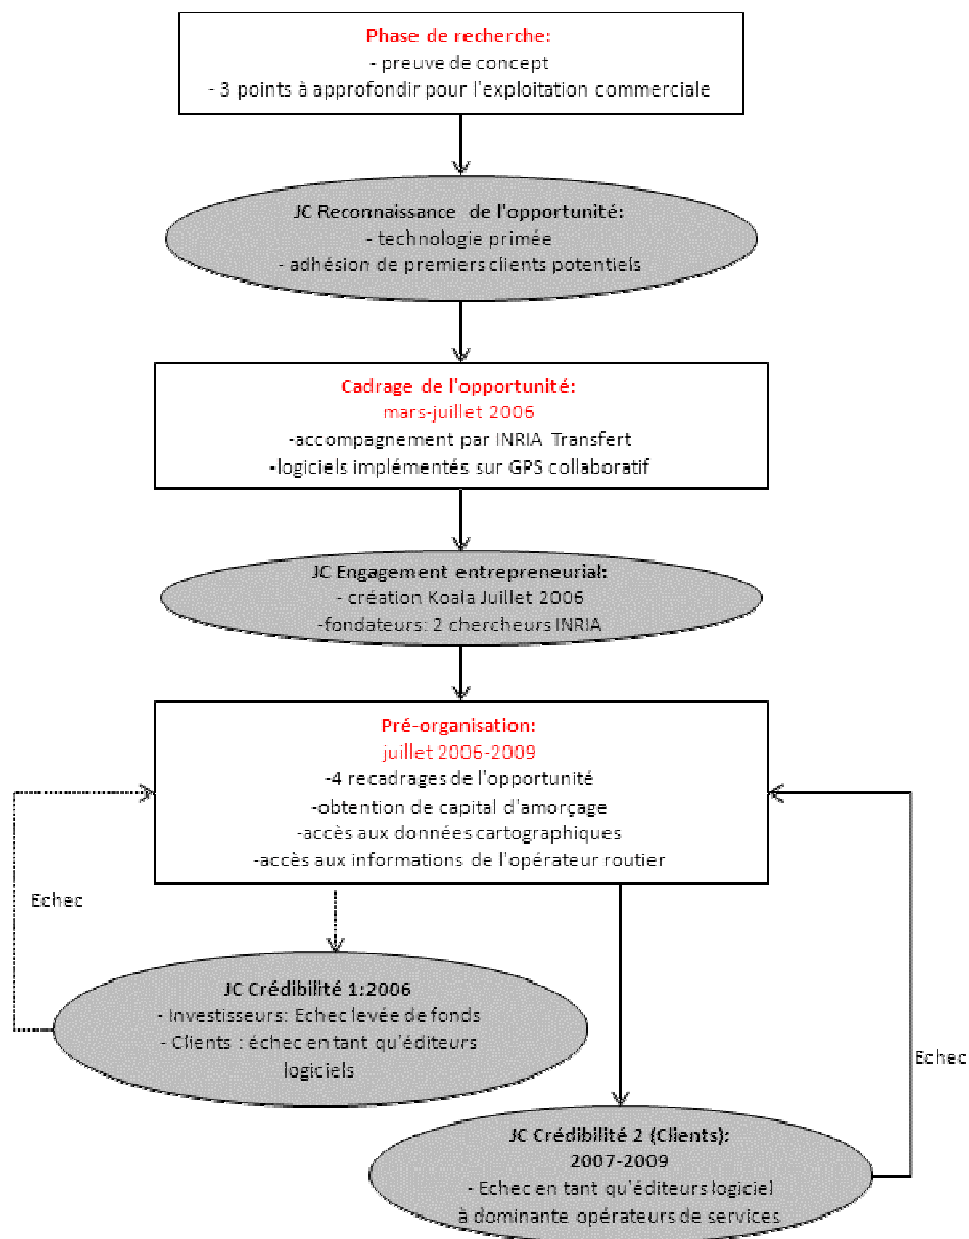 Phase de recherche:
- preuve de concept
- 3 points à approfondir pour l'exploitation commerciale
JC Reconnaissance de l'opportunité:
- technologie primée
- adhésion de premiers clients potentiels
Cadrage de l'opportunité:
mars-juillet 2006
-accompagnement par INRIA Transfert
-logiciels implémentés sur GPS collaboratif
JC Engagement entrepreneurial:
- création Koala Juillet 2006
-fondateurs: 2 chercheurs INRIA
Pré-organisation:
juillet 2006-2009
-4 recadrages de l'opportunité
-obtention de capital d'amorçage
-accès aux données cartographiques
-accès aux informations de l'opérateur routier
Echec
JC Crédibilité 1:2006
- Investisseurs: Echec levée de fonds
- Clients : échec en tant qu'éditeurs
logiciels
Echec
JC Crédibilité 2 (Clients):
2007-2009
- Echec en tant qu'éditeurs logiciel
à dominante opérateurs de services